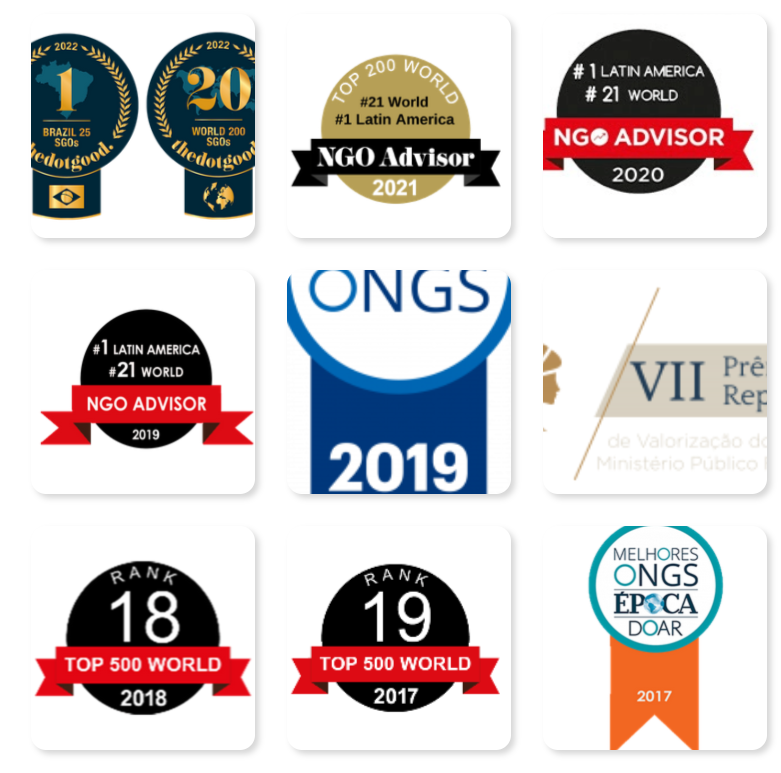 2022
1
BRAZIL 25
SGOs
thedotgood.
2022
20
WORLD 200
SGOs
thedotgood
TOP 200 WORLD
#21 World
#1 Latin America
NGO Advisor
2021
# 1 LATIN AMERICA
# 21 WORLD
NGO ADVISOR
2020
#1 LATIN AMERICA
#21 WORLD
NGO ADVISOR
2019
ONGS
2019
VII Prê
Rep
de Valorização do
Ministério Público
RANK
18
TOP 500 WORLD
2018
RANK
19
TOP 500 WORLD
2017
MELHORES
ONGS
ÉPOCA
DOAR
2017